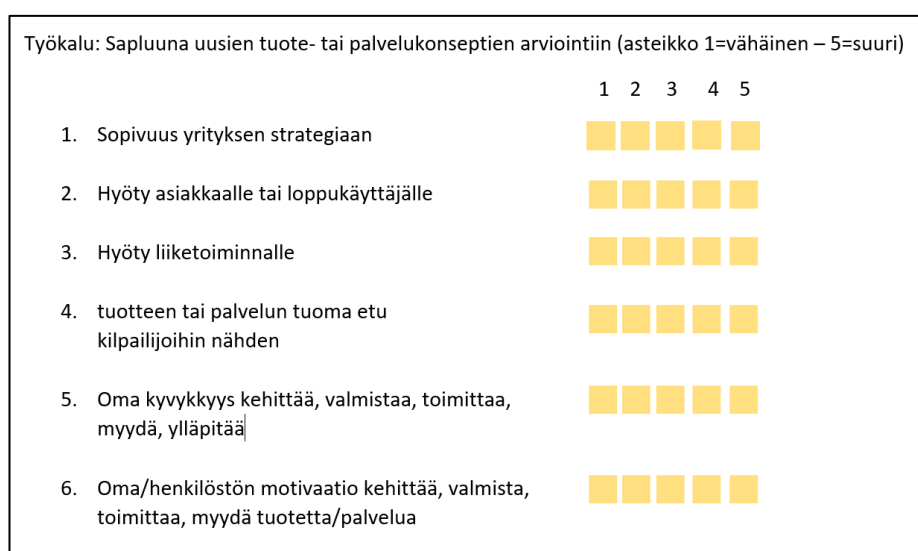 Työkalu: Sapluuna uusien tuote- tai palvelukonseptien arviointiin (asteikko 1=vähäinen – 5=suuri)
1 2 3 4 5
1. Sopivuus yrityksen strategiaan
2. Hyöty asiakkaalle tai loppukäyttäjälle
3. Hyöty liiketoiminnalle
4. tuotteen tai palvelun tuoma etu
kilpailijoihin nähden
5. Oma kyvykkyys kehittää, valmistaa, toimittaa,
myydä, ylläpitää
6. Oma/henkilöstön motivaatio kehittää, valmista,
toimittaa, myydä tuotetta/palvelua